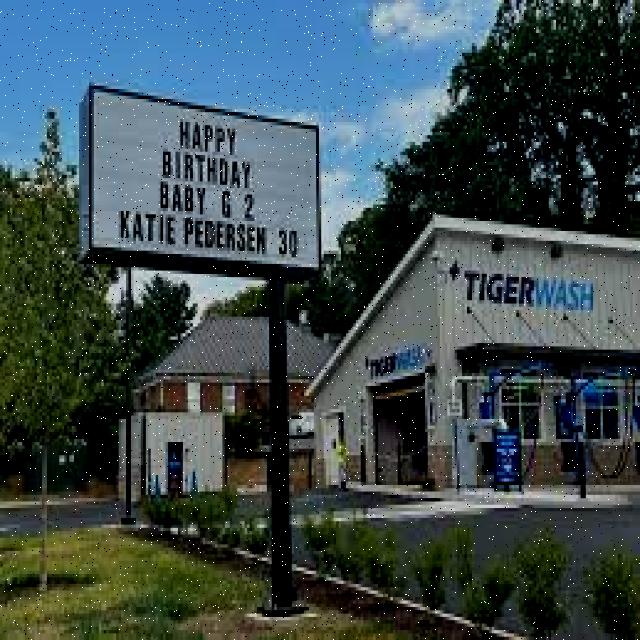 HAPPY
BIRTHDAY
BABY G 2
KATIE PEDERSEN 30
TIGERWASH
TIGERWASH